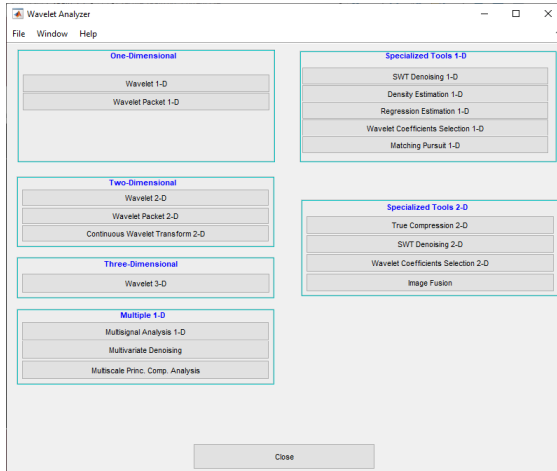 Wavelet Analyzer
File Window Help
One-Dimensional
Wavelet 1-D
Wavelet Packet 1-D
Two-Dimensional
Wavelet 2-D
Wavelet Packet 2-D
Continuous Wavelet Transform 2-D
Three-Dimensional
Wavelet 3-D
Multiple 1-D
Multisignal Analysis 1-D
Multivariate Denoising
Multiscale Princ. Comp. Analysis
Specialized Tools 1-D
SWT Denoising 1-D
Density Estimation 1-D
Regression Estimation 1-D
Wavelet Coefficients Selection 1-D
Matching Pursuit 1-D
Specialized Tools 2-D
True Compression 2-D
SWT Denoising 2-D
Wavelet Coefficients Selection 2-D
Image Fusion
Close